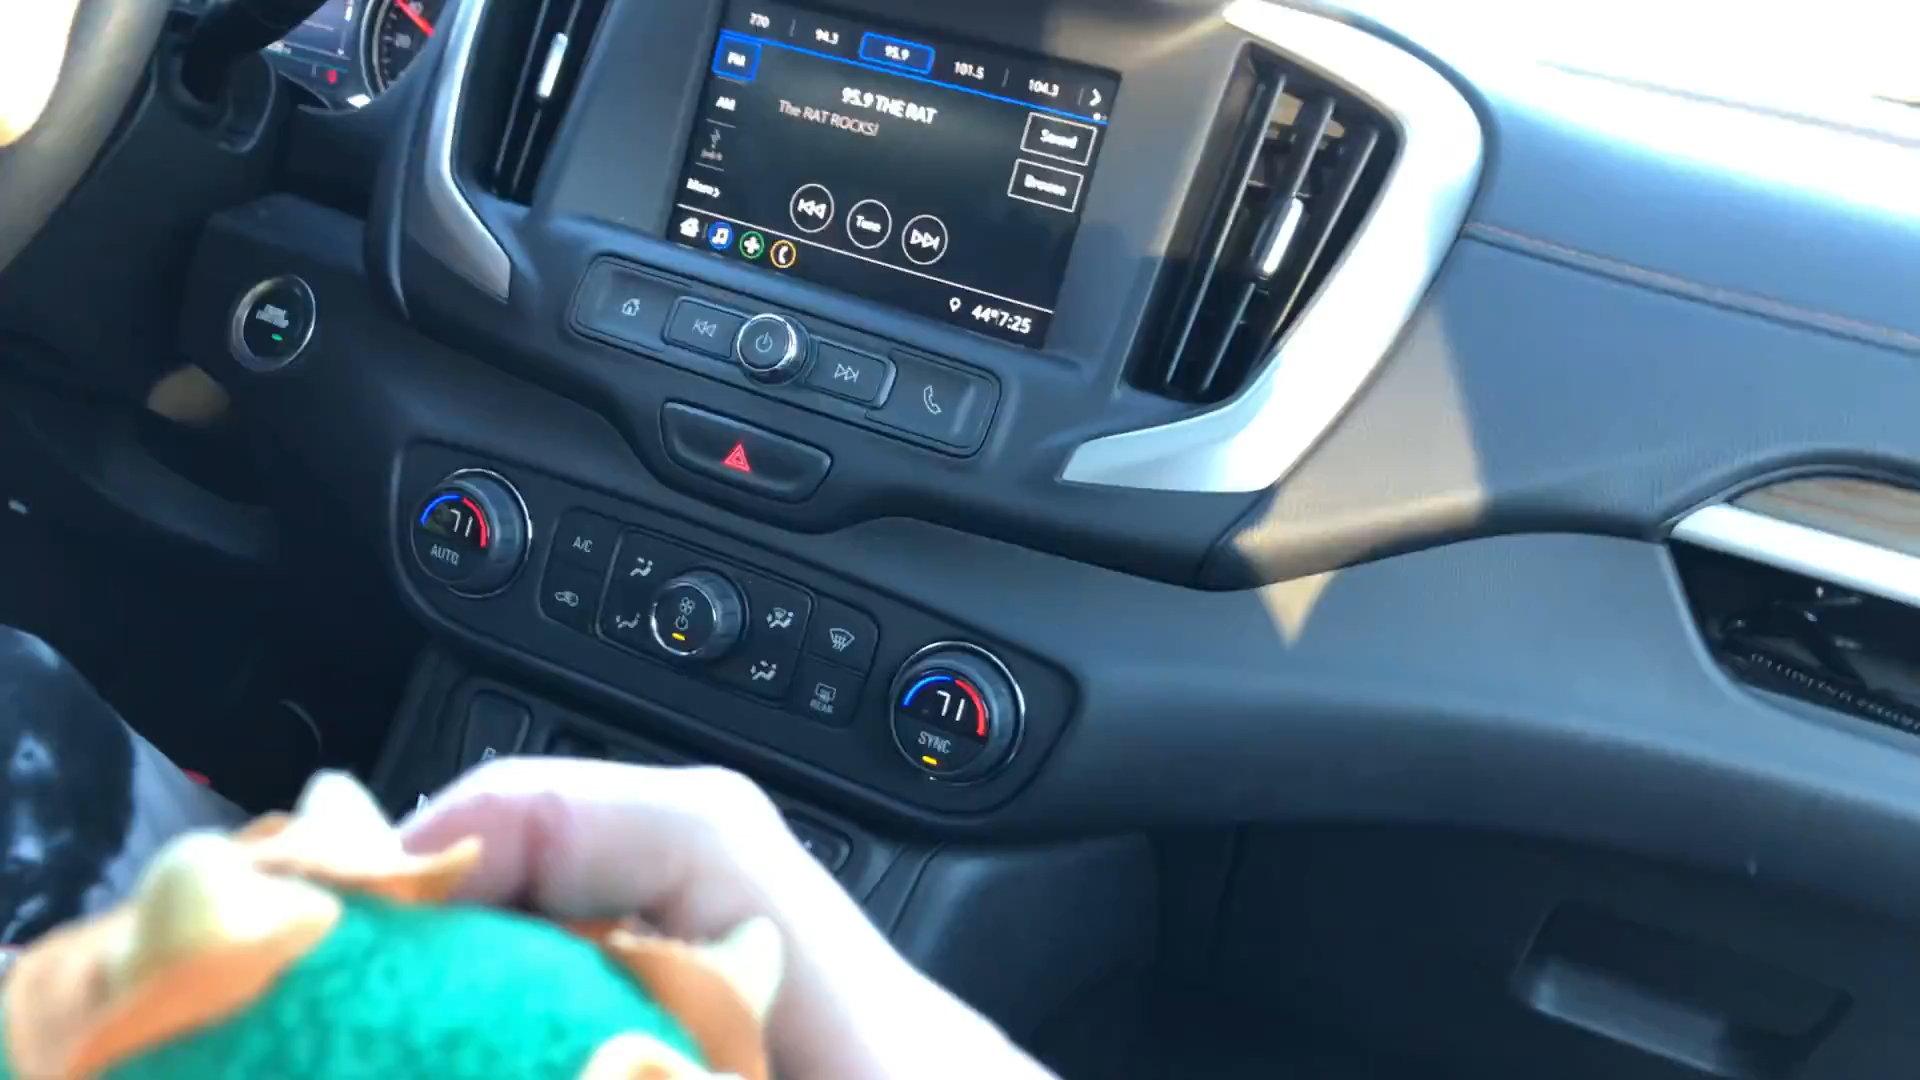 770 94.3 95.9 101.5 104.3
FM
95.9 THE RAT
The RAT ROCKS!
AM
Sound
Browse
More
Tune
44° 7:25
71
AUTO
A/C
REAR
71
SYNC